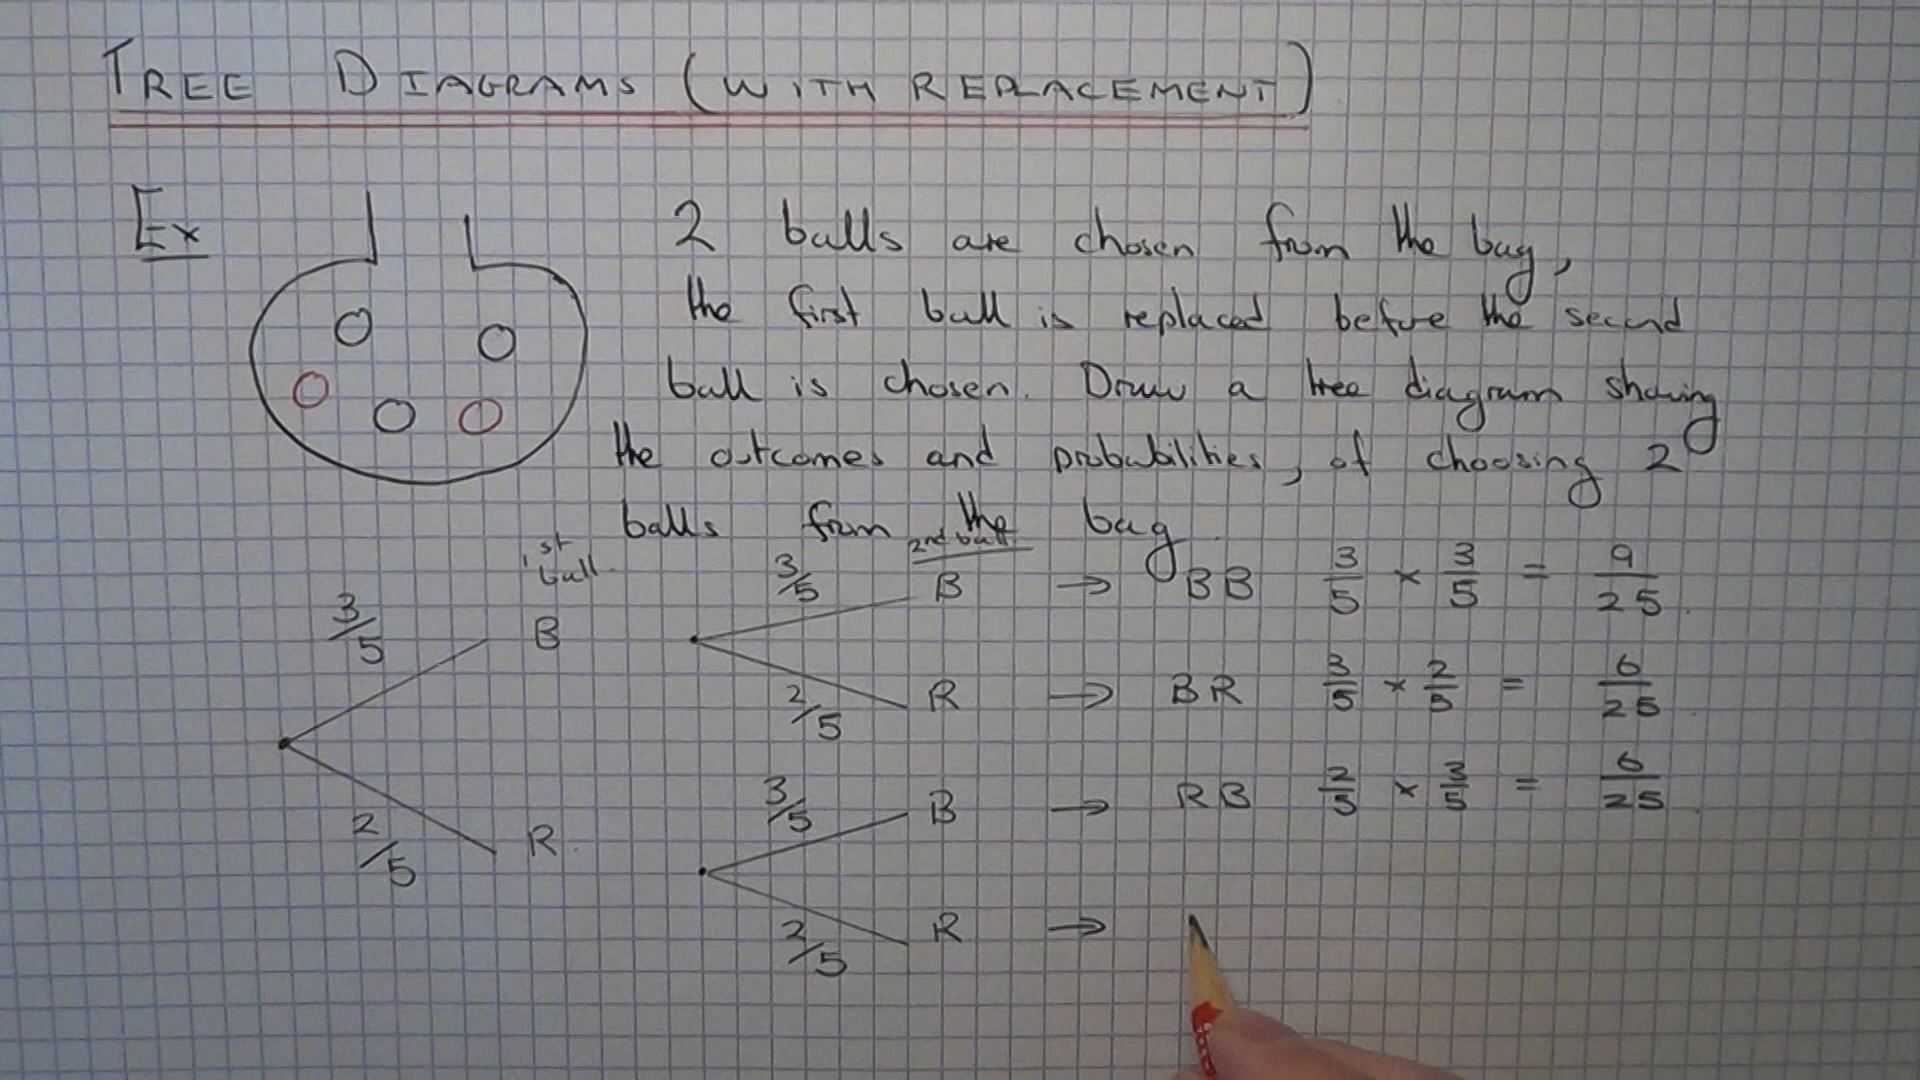 TREE DIAGRAMS (WITH REPLACEMENT)
Ex
2 balls are chosen from the bag,
the first ball is replaced before the second
ball is chosen. Draw a tree diagram showing
the outcomes and probabilities, of choosing 2
balls from the bag.
1st ball 2nd ball
3/5 B 3/5 B → BB 3/5 × 3/5 = 9/25
2/5 R → BR 3/5 × 2/5 = 6/25
2/5 R 3/5 B → RB 2/5 × 3/5 = 6/25
2/5 R →